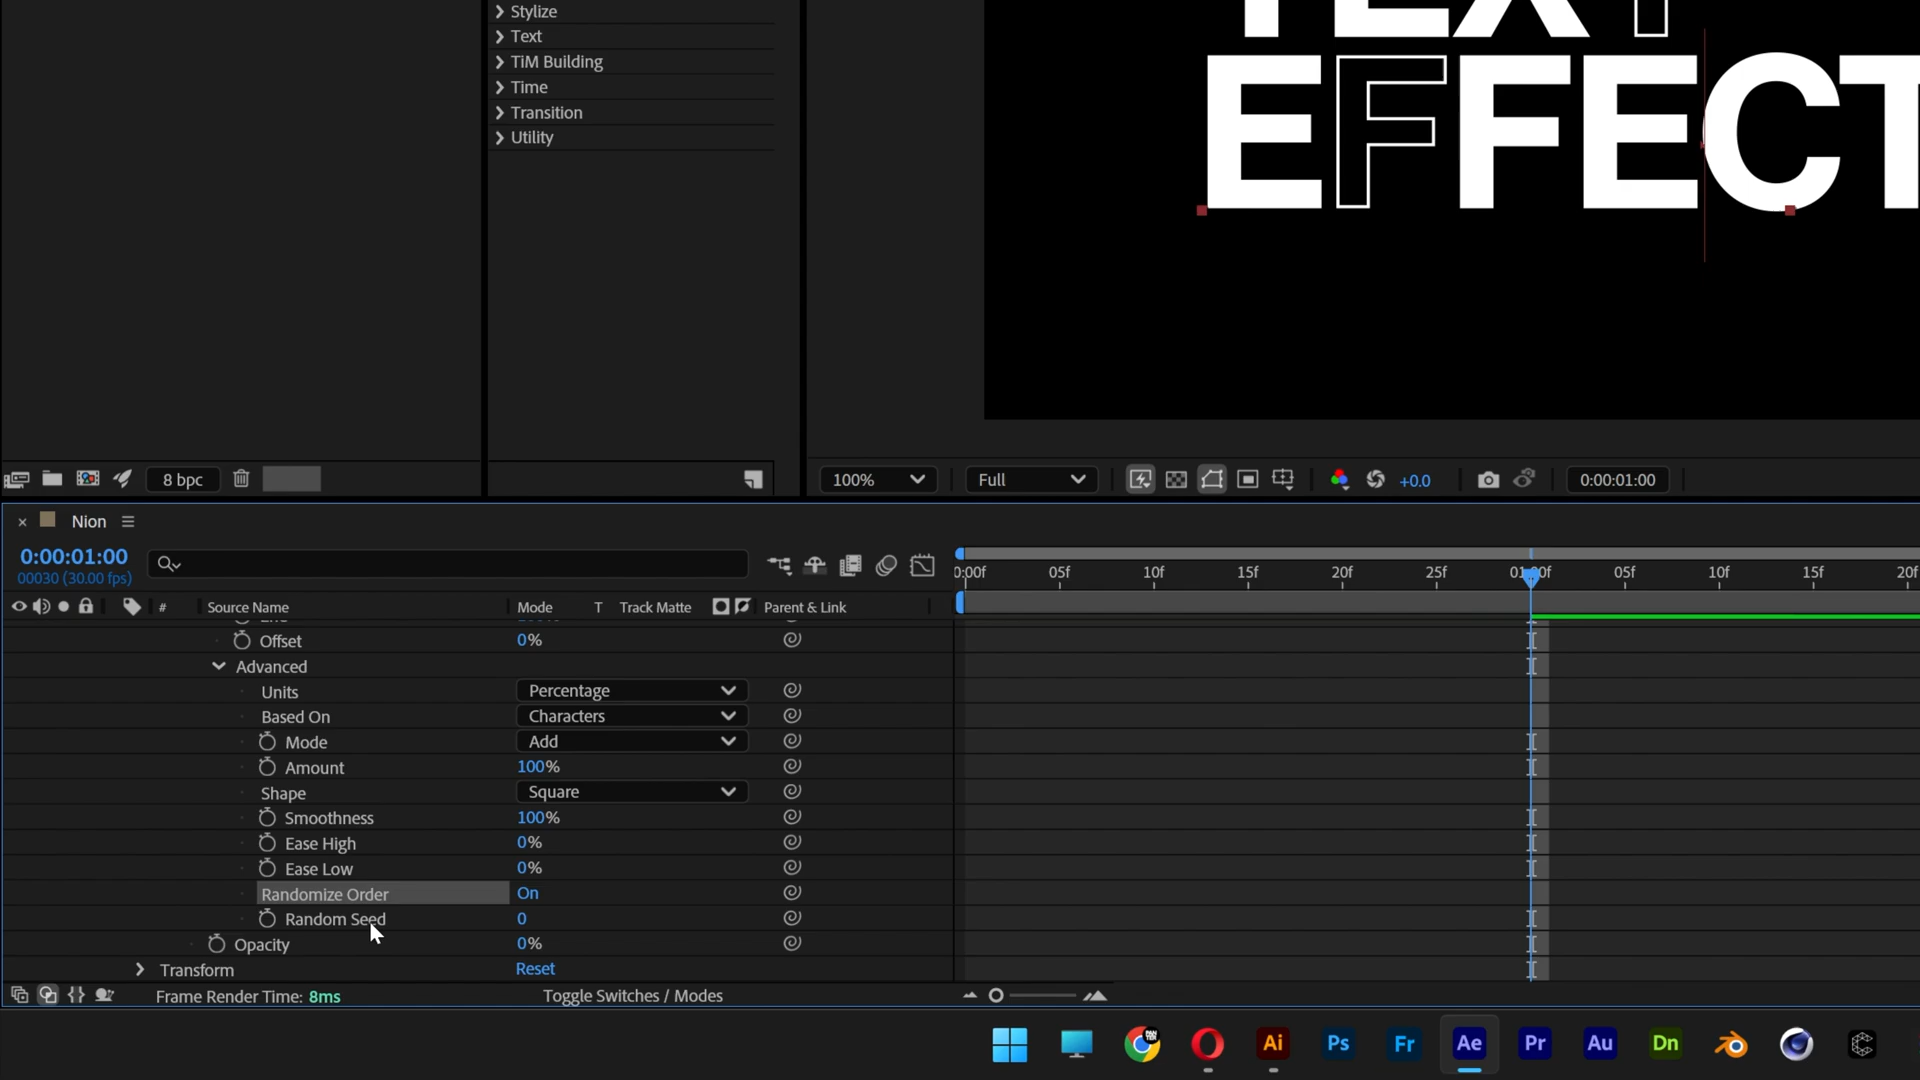 Stylize
Text
TiM Building
Time
Transition
Utility
TEXT
EFFECT
8 bpc
100%
Full
+0.0
0:00:01:00
× Nion
0:00:01:00
00030 (30.00 fps)
0:00f 05f 10f 15f 20f 25f 01:00f 05f 10f 15f 20f
# Source Name Mode T Track Matte Parent & Link
Offset 0%
Advanced
Units Percentage
Based On Characters
Mode Add
Amount 100%
Shape Square
Smoothness 100%
Ease High 0%
Ease Low 0%
Randomize Order On
Random Seed 0
Opacity 0%
Transform Reset
Frame Render Time: 8ms Toggle Switches / Modes
Ai Ps Fr Ae Pr Au Dn